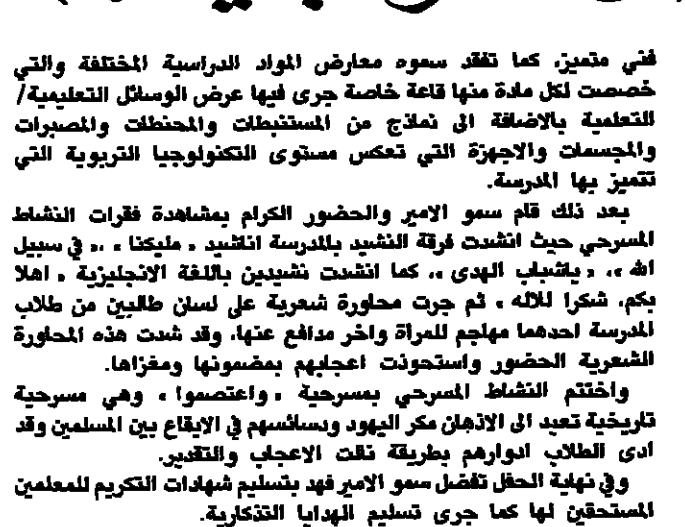 فني متميز، كما تفقد سموه معارض المواد الدراسية المختلفة والتي
خصصت لكل مادة منها قاعة خاصة جرى فيها عرض الوسائل التعليمية/
التعلمية بالاضافة الى نماذج من المستنبطات والمحنطات والمصبرات
والمجسمات والاجهزة التي تعكس مستوى التكنولوجيا التربوية التي
تتميز بها المدرسة.
بعد ذلك قام سمو الامير والحضور الكرام بمشاهدة فقرات النشاط
المسرحي حيث انشدت فرقة النشيد بالمدرسة اناشيد « مليكنا » ،« في سبيل
الله »، « ياشباب الهدى »، كما انشدت نشيدين باللغة الانجليزية « اهلا
بكم، شكرا للاله » ثم جرت محاورة شعرية على لسان طالبين من طلاب
المدرسة احدهما مهاجم للمراة واخر مدافع عنها، وقد شدت هذه المحاورة
الشعرية الحضور واستحوذت اعجابهم بمضمونها ومغزاها.
واختتم النشاط المسرحي بمسرحية « واعتصموا » وهي مسرحية
تاريخية تعيد الى الاذهان مكر اليهود ودسائسهم في الايقاع بين المسلمين وقد
ادى الطلاب ادوارهم بطريقة نقت الاعجاب والتقدير.
وفي نهاية الحفل تفضل سمو الامير فهد بتسليم شهادات التكريم للمعلمين
المستحقين لها كما جرى تسليم الهدايا التذكارية.